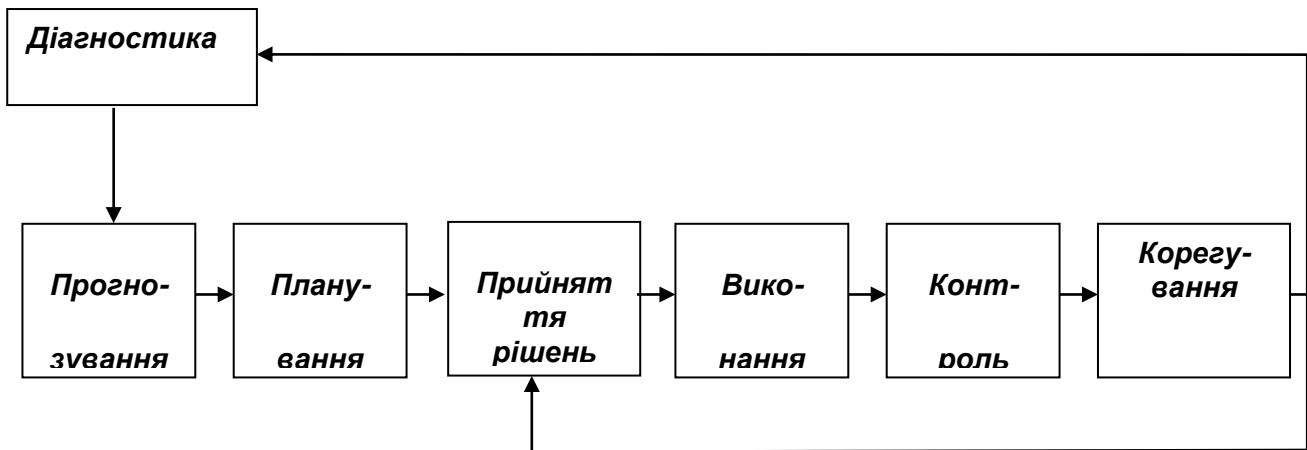 Діагностика
Прогно-
зування
Плану-
вання
Прийнят
тя
рішень
Вико-
нання
Конт-
роль
Корегу-
вання